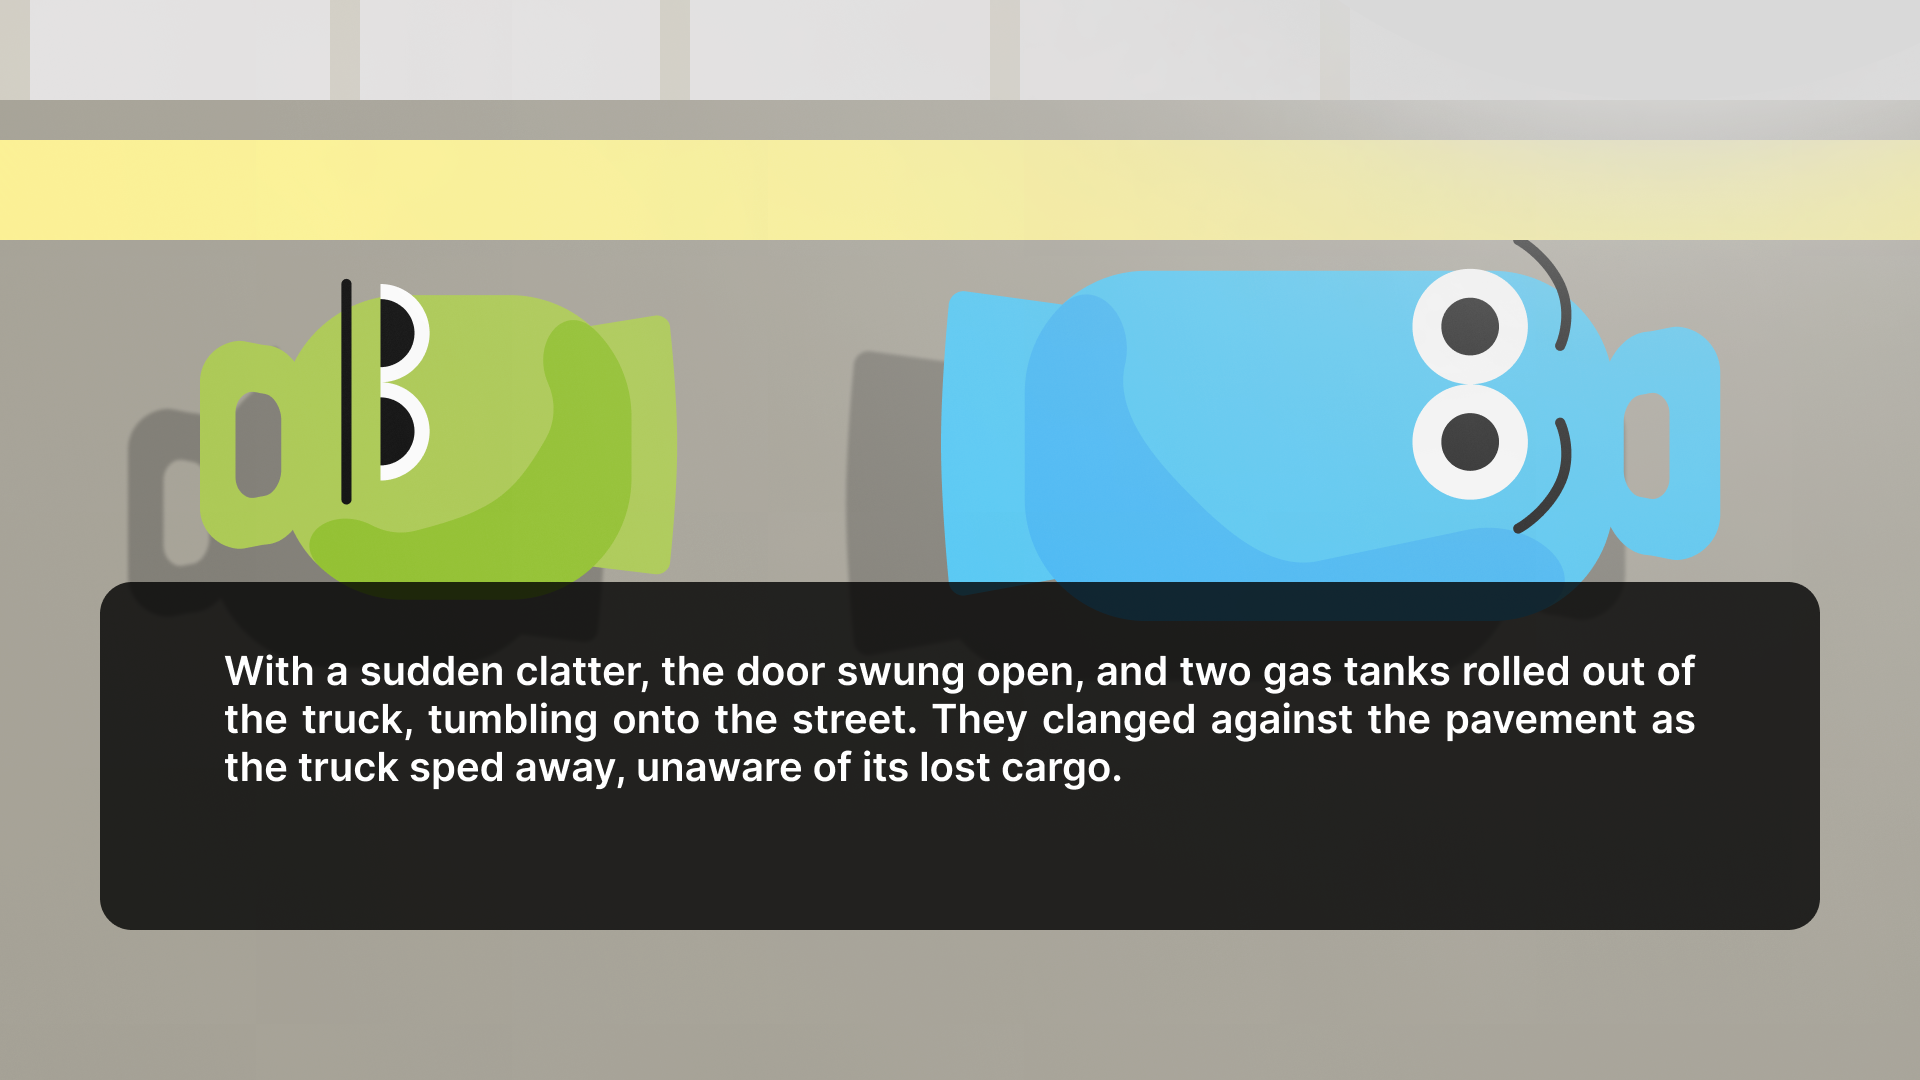 With a sudden clatter, the door swung open, and two gas tanks rolled out of
the truck, tumbling onto the street. They clanged against the pavement as
the truck sped away, unaware of its lost cargo.